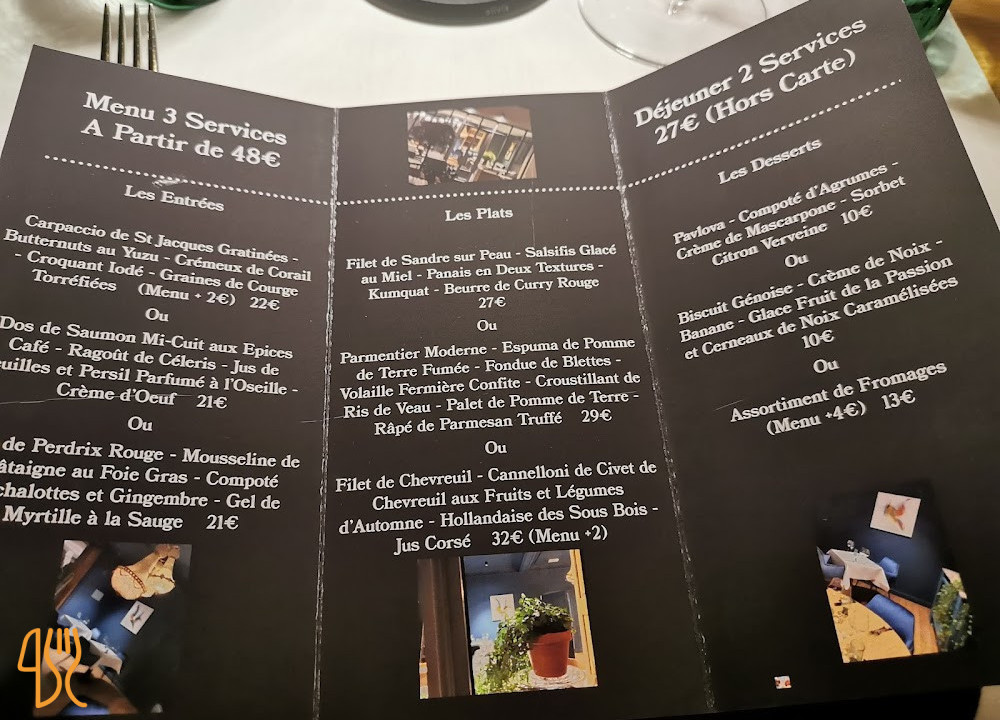 Menu 3 Services
A Partir de 48€
Les Entrées
Carpaccio de St Jacques Gratinées -
Butternuts au Yuzu - Crémeux de Corail
- Croquant Iodé - Graines de Courge
Torréfiées (Menu + 2€) 22€
Ou
Dos de Saumon Mi-Cuit aux Epices
Café - Ragoût de Céleris - Jus de
euilles et Persil Parfumé à l'Oseille -
Crème d'Oeuf 21€
Ou
de Perdrix Rouge - Mousseline de
âtaigne au Foie Gras - Compoté
chalottes et Gingembre - Gel de
Myrtille à la Sauge 21€
Les Plats
Filet de Sandre sur Peau - Salsifis Glacé
au Miel - Panais en Deux Textures -
Kumquat - Beurre de Curry Rouge
27€
Ou
Parmentier Moderne - Espuma de Pomme
de Terre Fumée - Fondue de Blettes -
Volaille Fermière Confite - Croustillant de
Ris de Veau - Palet de Pomme de Terre -
Râpé de Parmesan Truffé 29€
Ou
Filet de Chevreuil - Cannelloni de Civet de
Chevreuil aux Fruits et Légumes
d'Automne - Hollandaise des Sous Bois -
Jus Corsé 32€ (Menu +2)
Déjeuner 2 Services
27€ (Hors Carte)
Les Desserts
Pavlova - Compoté d'Agrumes -
Crème de Mascarpone - Sorbet
Citron Verveine 10€
Ou
Biscuit Génoise - Crème de Noix -
Banane - Glace Fruit de la Passion
et Cerneaux de Noix Caramélisées
10€
Ou
Assortiment de Fromages
(Menu +4€) 13€